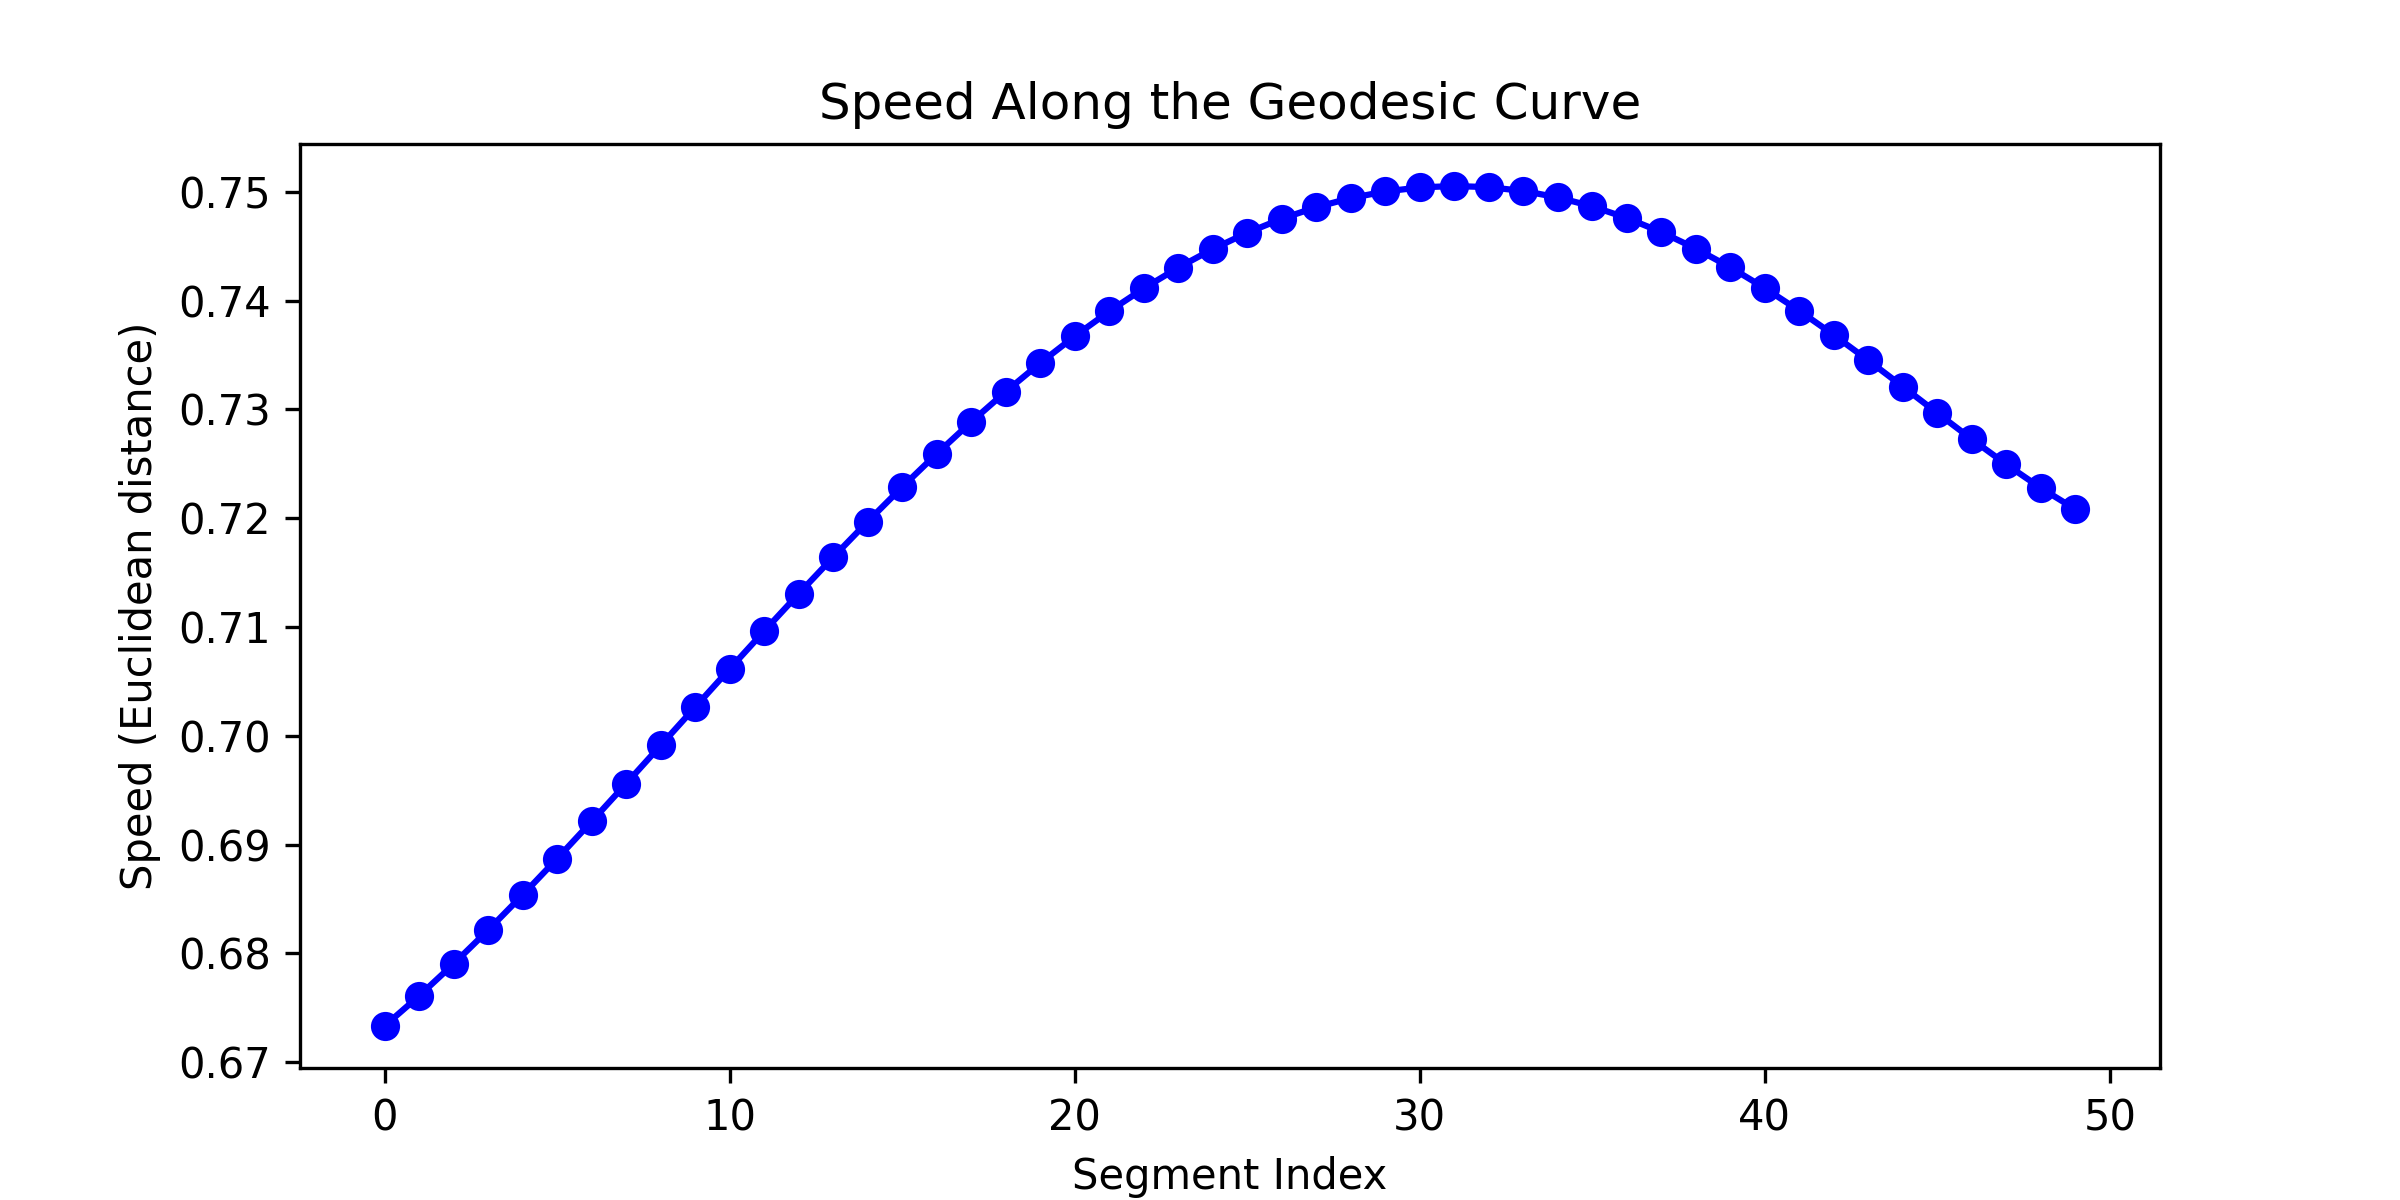 Speed Along the Geodesic Curve
Speed (Euclidean distance)
0.75
0.74
0.73
0.72
0.71
0.70
0.69
0.68
0.67
0 10 20 30 40 50
Segment Index